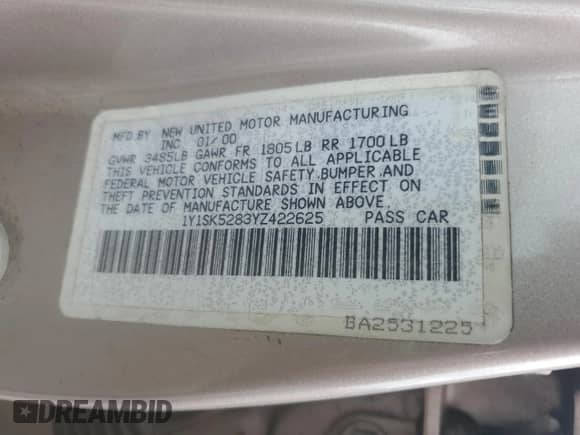 MFD.BY NEW UNITED MOTOR MANUFACTURING
INC. 01/00
GVWR 3485LB GAWR FR 1805LB RR 1700LB
THIS VEHICLE CONFORMS TO ALL APPLICABLE
FEDERAL MOTOR VEHICLE SAFETY,BUMPER,AND
THEFT PREVENTION STANDARDS IN EFFECT ON
THE DATE OF MANUFACTURE SHOWN ABOVE.
1Y1SK5283YZ422625 PASS CAR
BA2531225
DREAMBID